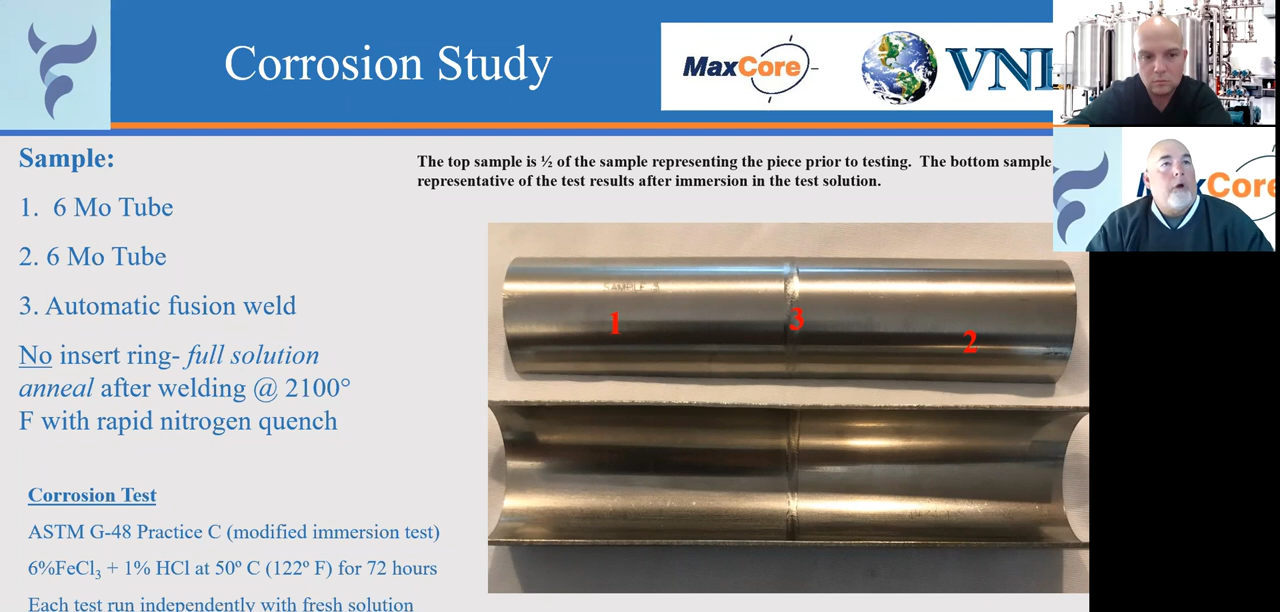 Corrosion Study
MaxCore
VNE
Sample:
1. 6 Mo Tube
2. 6 Mo Tube
3. Automatic fusion weld
No insert ring- full solution
anneal after welding @ 2100°
F with rapid nitrogen quench
Corrosion Test
ASTM G-48 Practice C (modified immersion test)
6%FeCl₃ + 1% HCl at 50º C (122º F) for 72 hours
Each test run independently with fresh solution
The top sample is ½ of the sample representing the piece prior to testing. The bottom sample
representative of the test results after immersion in the test solution.
SAMPLE 3
1
3
2
MaxCore